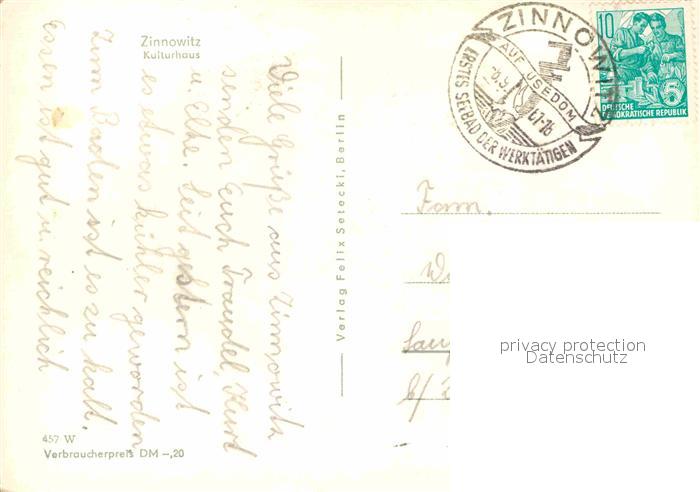 Zinnowitz
Kulturhaus
Viele Grüße aus Zinnowitz
senden Euch Traudel, Kurt
u. Elke. Seit gestern ist
es etwas kühler geworden.
Zum Baden ist es zu kalt.
Essen ist gut u. reichlich
457 W
Verbraucherpreis DM -,20
Verlag Felix Setecki, Berlin
ZINNOWITZ
AUF USEDOM
ERSTES SEEBAD DER WERKTÄTIGEN
10
5
DEUTSCHE
DEMOKRATISCHE REPUBLIK
Fam.
privacy protection
Datenschutz